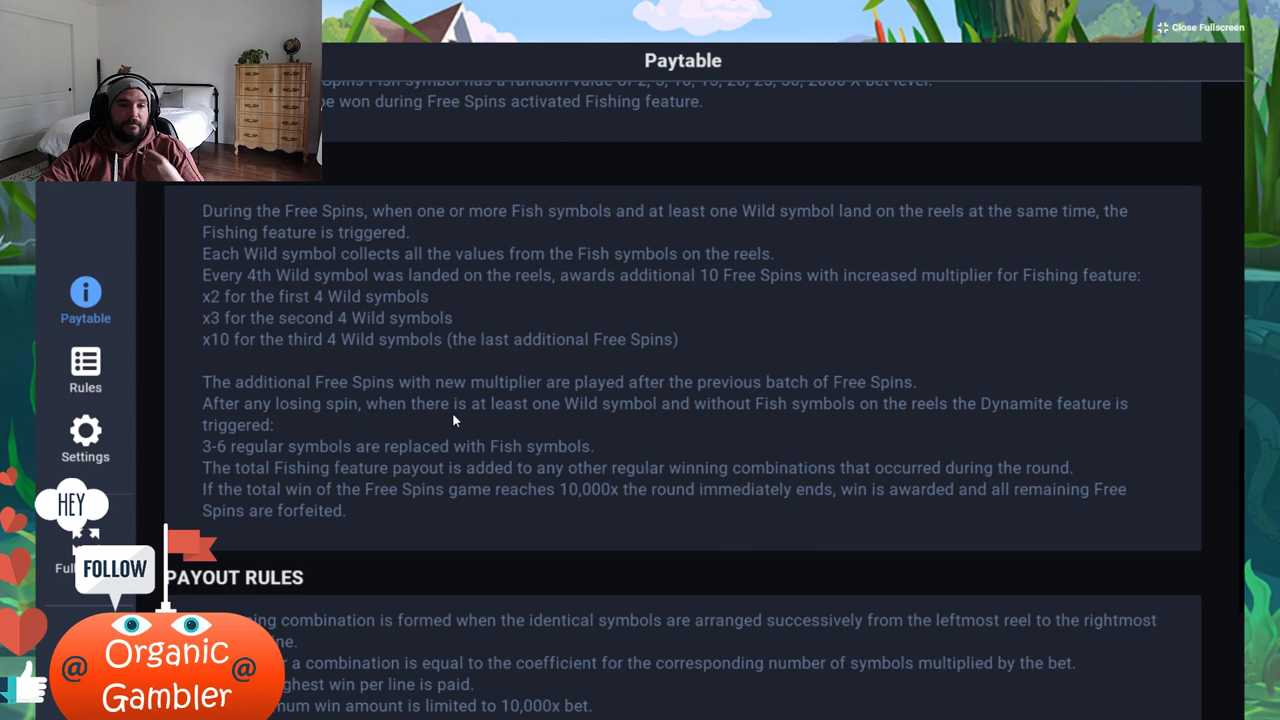 Close Fullscreen
Paytable
be won during Free Spins activated Fishing feature.
During the Free Spins, when one or more Fish symbols and at least one Wild symbol land on the reels at the same time, the
Fishing feature is triggered.
Each Wild symbol collects all the values from the Fish symbols on the reels.
Every 4th Wild symbol was landed on the reels, awards additional 10 Free Spins with increased multiplier for Fishing feature:
x2 for the first 4 Wild symbols
x3 for the second 4 Wild symbols
x10 for the third 4 Wild symbols (the last additional Free Spins)
The additional Free Spins with new multiplier are played after the previous batch of Free Spins.
After any losing spin, when there is at least one Wild symbol and without Fish symbols on the reels the Dynamite feature is
triggered:
3-6 regular symbols are replaced with Fish symbols.
The total Fishing feature payout is added to any other regular winning combinations that occurred during the round.
If the total win of the Free Spins game reaches 10,000x the round immediately ends, win is awarded and all remaining Free
Spins are forfeited.
PAYOUT RULES
combination is formed when the identical symbols are arranged successively from the leftmost reel to the rightmost
a combination is equal to the coefficient for the corresponding number of symbols multiplied by the bet.
win per line is paid.
win amount is limited to 10,000x bet.
Paytable
Rules
Settings
HEY
FOLLOW
@ Organic @
Gambler